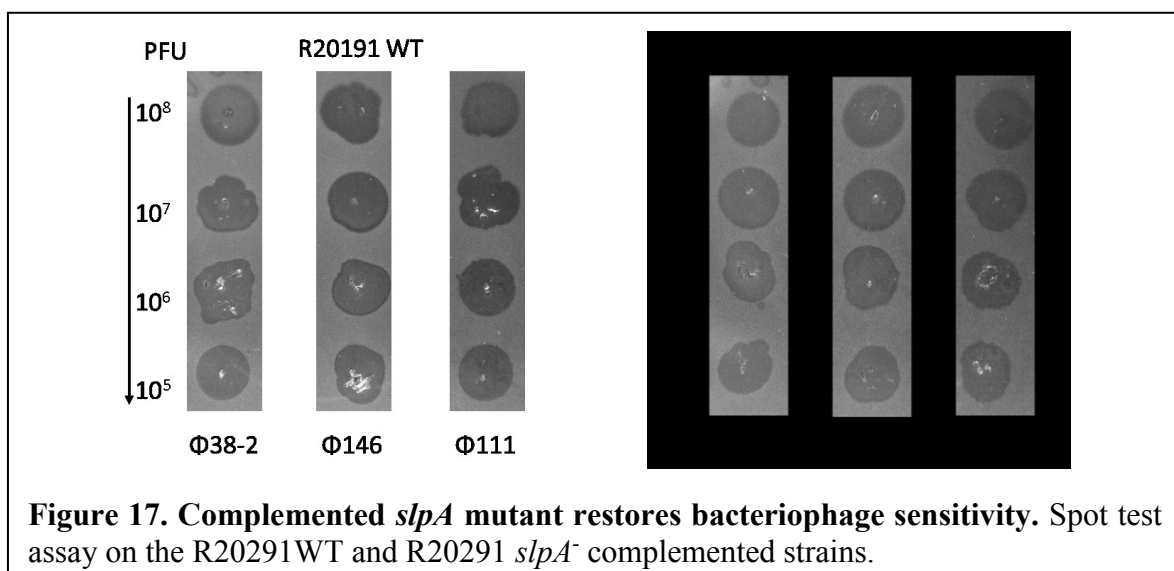 PFU R20191 WT
10⁸
10⁷
10⁶
10⁵
Φ38-2 Φ146 Φ111
Figure 17. Complemented slpA mutant restores bacteriophage sensitivity. Spot test
assay on the R20291WT and R20291 slpA⁻ complemented strains.